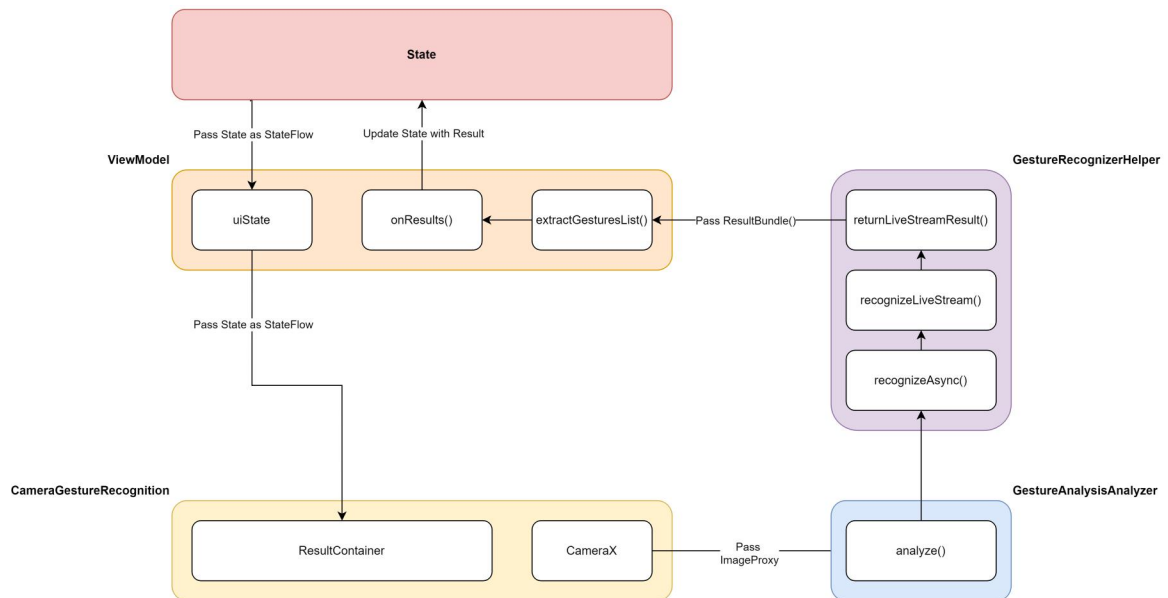 State
Pass State as StateFlow
Update State with Result
ViewModel
GestureRecognizerHelper
uiState
onResults()
extractGesturesList()
Pass ResultBundle()
returnLiveStreamResult()
recognizeLiveStream()
Pass State as StateFlow
recognizeAsync()
CameraGestureRecognition
GestureAnalysisAnalyzer
ResultContainer
CameraX
Pass
ImageProxy
analyze()